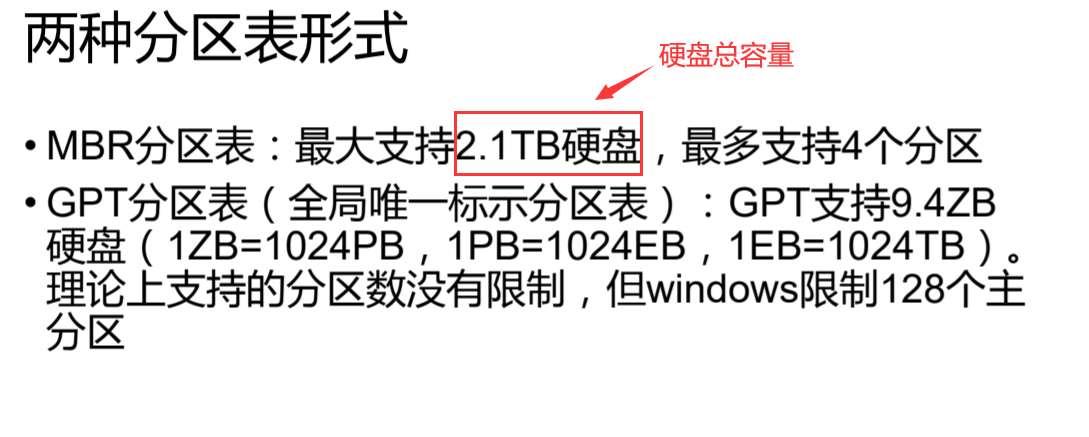 两种分区表形式
硬盘总容量
• MBR分区表：最大支持2.1TB硬盘，最多支持4个分区
• GPT分区表（全局唯一标示分区表）：GPT支持9.4ZB
硬盘（1ZB=1024PB，1PB=1024EB，1EB=1024TB）。
理论上支持的分区数没有限制，但windows限制128个主
分区